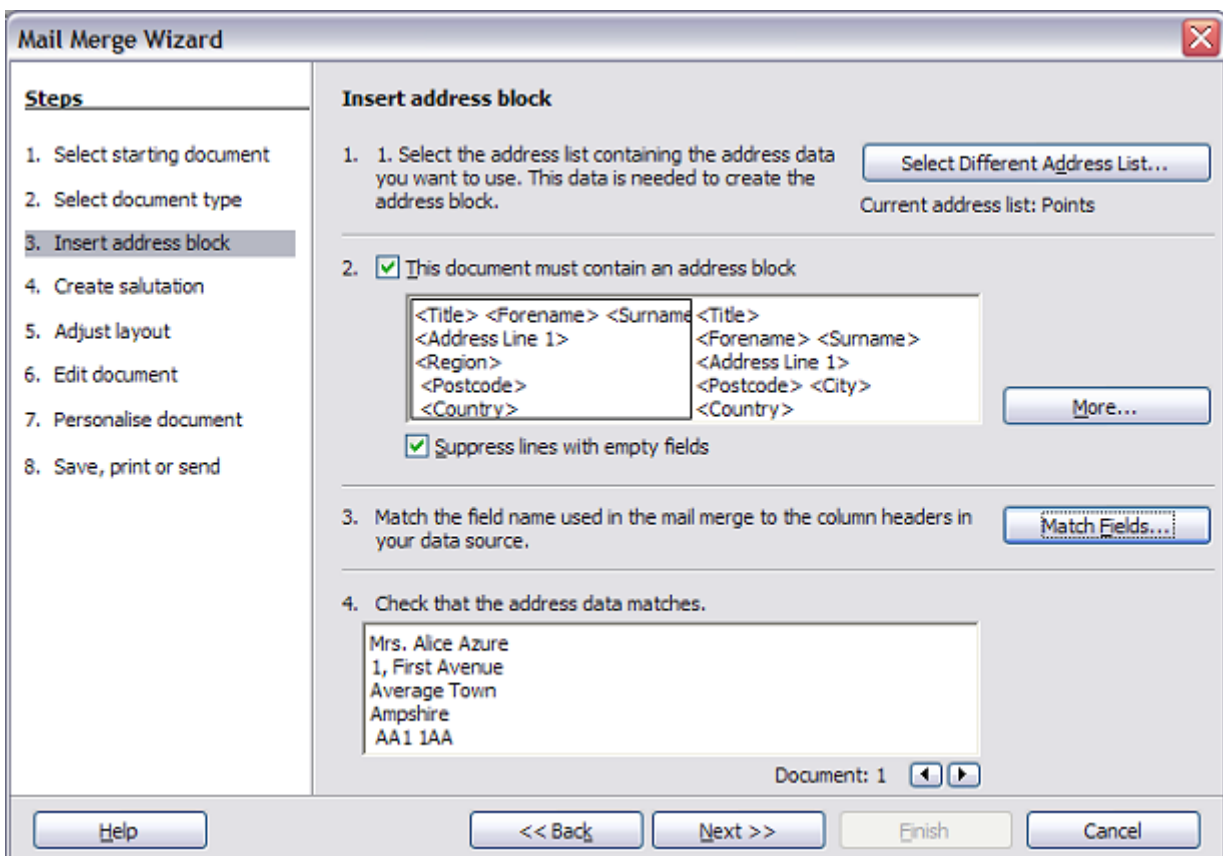 Mail Merge Wizard
Steps
1. Select starting document
2. Select document type
3. Insert address block
4. Create salutation
5. Adjust layout
6. Edit document
7. Personalise document
8. Save, print or send
Insert address block
1. 1. Select the address list containing the address data
you want to use. This data is needed to create the
address block.
Select Different Address List...
Current address list: Points
2. This document must contain an address block
<Title> <Forename> <Surname
<Address Line 1>
<Region>
<Postcode>
<Country>
<Title>
<Forename> <Surname>
<Address Line 1>
<Postcode> <City>
<Country>
More...
Suppress lines with empty fields
3. Match the field name used in the mail merge to the column headers in
your data source.
Match Fields...
4. Check that the address data matches.
Mrs. Alice Azure
1, First Avenue
Average Town
Ampshire
AA1 1AA
Document: 1
Help
<< Back
Next >>
Finish
Cancel